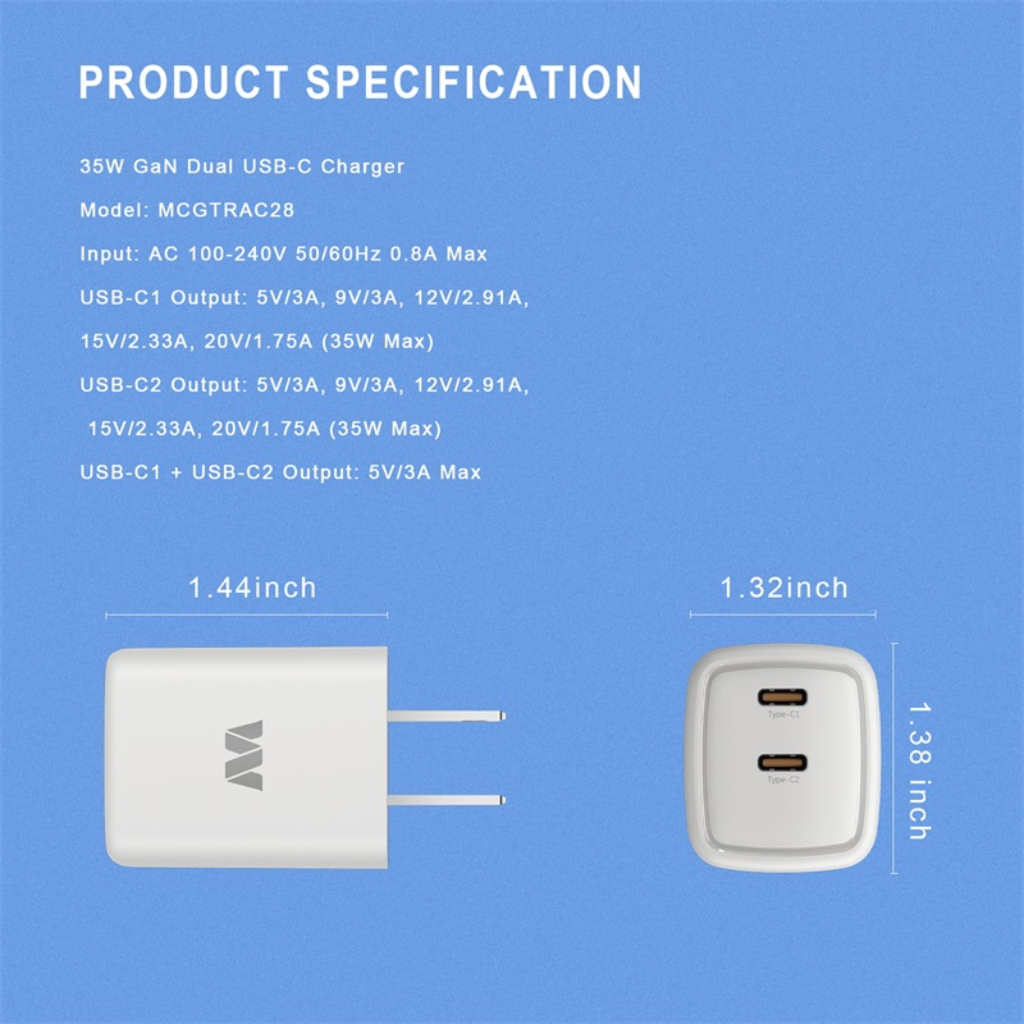 PRODUCT SPECIFICATION
35W GaN Dual USB-C Charger
Model: MCGTRAC28
Input: AC 100-240V 50/60Hz 0.8A Max
USB-C1 Output: 5V/3A, 9V/3A, 12V/2.91A,
15V/2.33A, 20V/1.75A (35W Max)
USB-C2 Output: 5V/3A, 9V/3A, 12V/2.91A,
15V/2.33A, 20V/1.75A (35W Max)
USB-C1 + USB-C2 Output: 5V/3A Max
1.44inch
1.32inch
Type-C1
Type-C2
1.38 inch